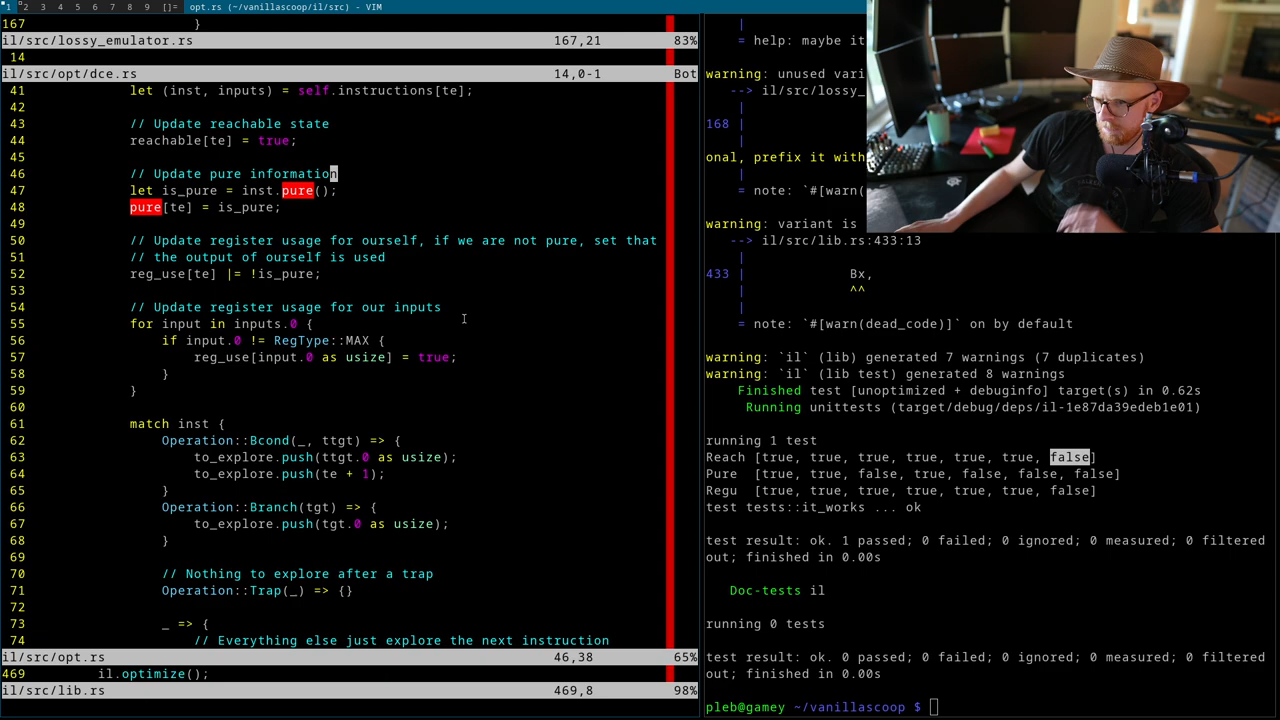 1 2 3 4 5 6 7 8 9 []= opt.rs (~/vanillascoop/il/src) - VIM
167 }
il/src/lossy_emulator.rs 167,21 83%
14
il/src/opt/dce.rs 14,0-1 Bot
41 let (inst, inputs) = self.instructions[te];
42
43 // Update reachable state
44 reachable[te] = true;
45
46 // Update pure information
47 let is_pure = inst.pure();
48 pure[te] = is_pure;
49
50 // Update register usage for ourself, if we are not pure, set that
51 // the output of ourself is used
52 reg_use[te] |= !is_pure;
53
54 // Update register usage for our inputs
55 for input in inputs.0 {
56 if input.0 != RegType::MAX {
57 reg_use[input.0 as usize] = true;
58 }
59 }
60
61 match inst {
62 Operation::Bcond(_, ttgt) => {
63 to_explore.push(ttgt.0 as usize);
64 to_explore.push(te + 1);
65 }
66 Operation::Branch(tgt) => {
67 to_explore.push(tgt.0 as usize);
68 }
69
70 // Nothing to explore after a trap
71 Operation::Trap(_) => {}
72
73 _ => {
74 // Everything else just explore the next instruction
il/src/opt.rs 46,38 65%
469 il.optimize();
il/src/lib.rs 469,8 98%
|
= help: maybe it
warning: unused vari
--> il/src/lossy_
|
168 |
|
onal, prefix it with
|
= note: `#[warn(
warning: variant is
--> il/src/lib.rs:433:13
|
433 | Bx,
| ^^
|
= note: `#[warn(dead_code)]` on by default
warning: `il` (lib) generated 7 warnings (7 duplicates)
warning: `il` (lib test) generated 8 warnings
Finished test [unoptimized + debuginfo] target(s) in 0.62s
Running unittests (target/debug/deps/il-1e87da39edeb1e01)
running 1 test
Reach [true, true, true, true, true, true, false]
Pure [true, true, false, true, false, false, false]
Regu [true, true, true, true, true, true, false]
test tests::it_works ... ok
test result: ok. 1 passed; 0 failed; 0 ignored; 0 measured; 0 filtered
out; finished in 0.00s
Doc-tests il
running 0 tests
test result: ok. 0 passed; 0 failed; 0 ignored; 0 measured; 0 filtered
out; finished in 0.00s
pleb@gamey ~/vanillascoop $